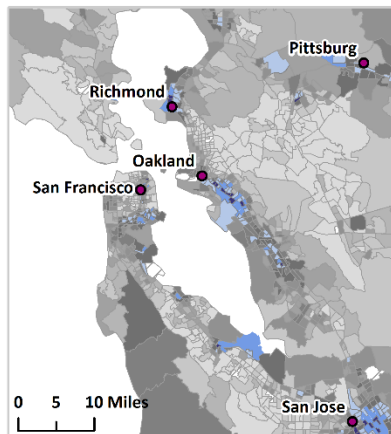 Pittsburg
Richmond
Oakland
San Francisco
San Jose
0 5 10 Miles